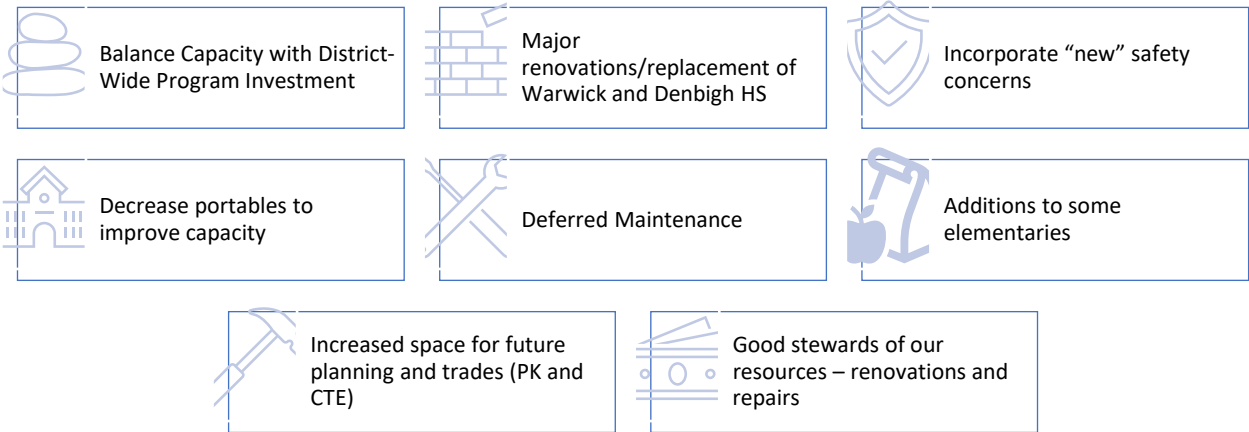 Balance Capacity with District-
Wide Program Investment
Major
renovations/replacement of
Warwick and Denbigh HS
Incorporate “new” safety
concerns
Decrease portables to
improve capacity
Deferred Maintenance
Additions to some
elementaries
Increased space for future
planning and trades (PK and
CTE)
Good stewards of our
resources – renovations and
repairs